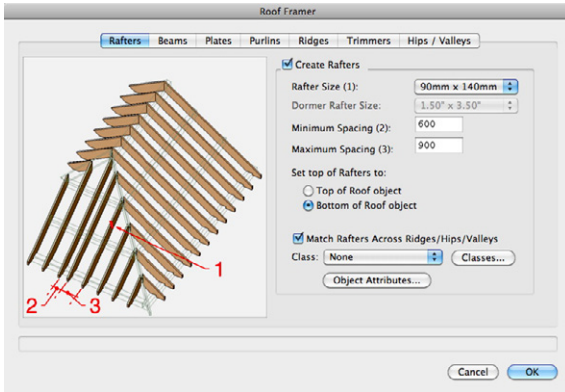 Roof Framer
Rafters Beams Plates Purlins Ridges Trimmers Hips / Valleys
Create Rafters
Rafter Size (1): 90mm x 140mm
Dormer Rafter Size: 1.50" x 3.50"
Minimum Spacing (2): 600
Maximum Spacing (3): 900
Set top of Rafters to:
Top of Roof object
Bottom of Roof object
Match Rafters Across Ridges/Hips/Valleys
Class: None Classes...
Object Attributes...
1
2 3
Cancel OK